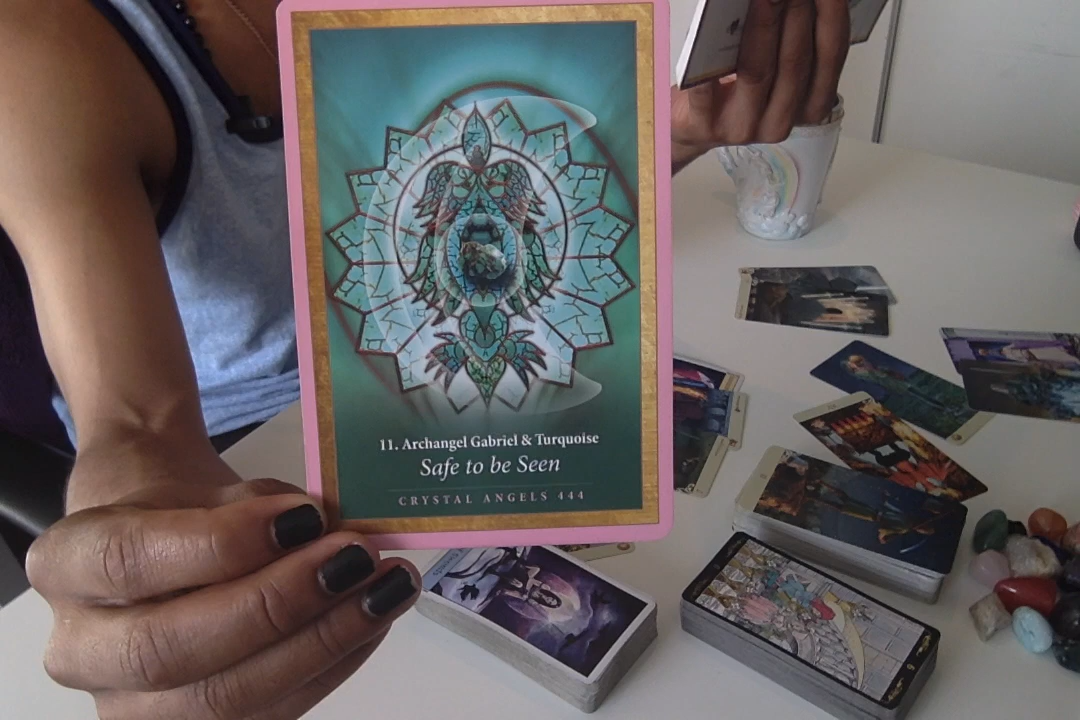 11. Archangel Gabriel & Turquoise
Safe to be Seen
CRYSTAL ANGELS 444